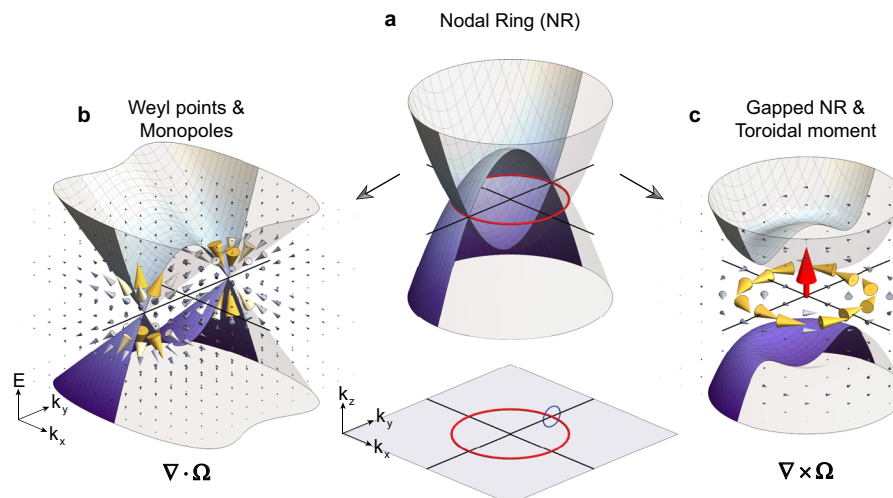 a
Nodal Ring (NR)
b
Weyl points &
Monopoles
c
Gapped NR &
Toroidal moment
E
k_y
k_x
∇ · Ω
k_z
k_y
k_x
∇ × Ω